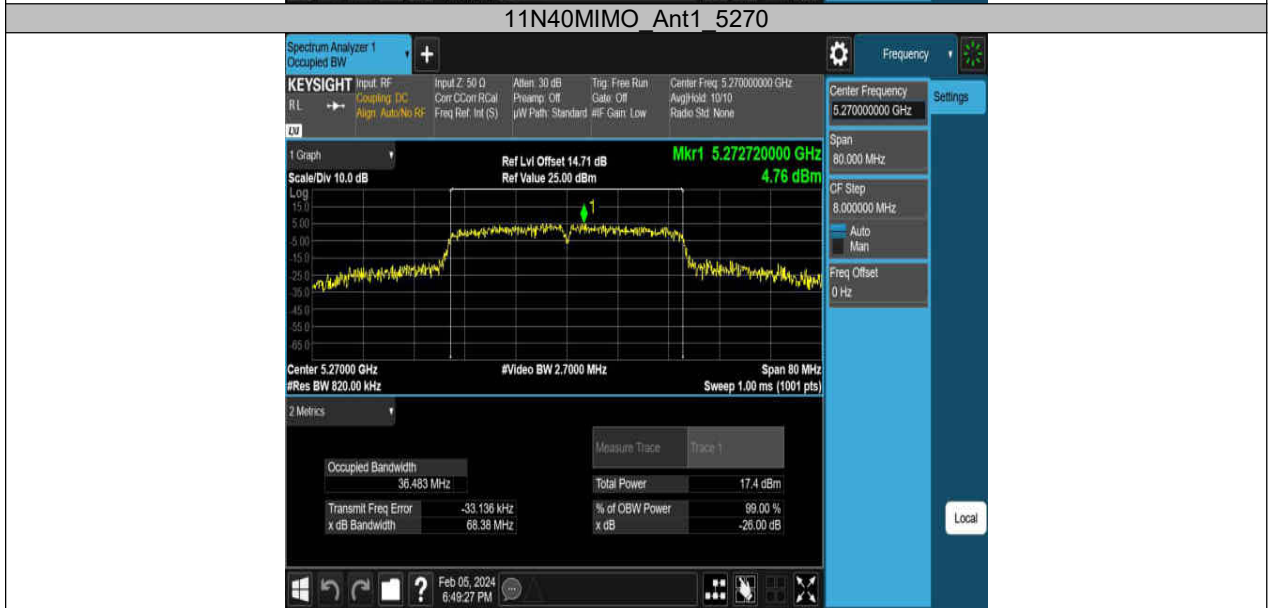 11N40MIMO_Ant1_5270
Spectrum Analyzer 1
Occupied BW
+
Frequency
KEYSIGHT
RL
LXI
Input: RF
Coupling: DC
Align: Auto/No RF
Input Z: 50 Ω
Corr CCorr RCal
Freq Ref: Int (S)
Atten: 30 dB
Preamp: Off
µW Path: Standard
Trig: Free Run
Gate: Off
#IF Gain: Low
Center Freq: 5.270000000 GHz
Avg|Hold: 10/10
Radio Std: None
Center Frequency
5.270000000 GHz
Settings
Span
80.000 MHz
CF Step
8.000000 MHz
Auto
Man
Freq Offset
0 Hz
1 Graph
Scale/Div 10.0 dB
Ref Lvl Offset 14.71 dB
Ref Value 25.00 dBm
Mkr1 5.272720000 GHz
4.76 dBm
Log
15.0
5.00
-5.00
-15.0
-25.0
-35.0
-45.0
-55.0
-65.0
1
Center 5.27000 GHz
#Res BW 820.00 kHz
#Video BW 2.7000 MHz
Span 80 MHz
Sweep 1.00 ms (1001 pts)
2 Metrics
Measure Trace
Trace 1
Occupied Bandwidth
36.483 MHz
Total Power
17.4 dBm
Transmit Freq Error
-33.136 kHz
% of OBW Power
99.00 %
x dB Bandwidth
68.38 MHz
x dB
-26.00 dB
Local
?
Feb 05, 2024
6:49:27 PM